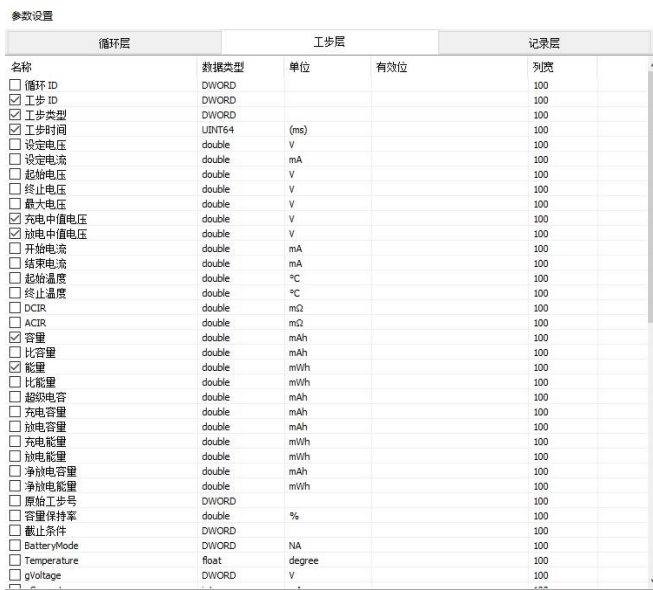 参数设置
循环层 工步层 记录层
名称 数据类型 单位 有效位 列宽
循环 ID DWORD 100
工步 ID DWORD 100
工步类型 DWORD 100
工步时间 UINT64 (ms) 100
设定电压 double V 100
设定电流 double mA 100
起始电压 double V 100
终止电压 double V 100
最大电压 double V 100
充电中值电压 double V 100
放电中值电压 double V 100
开始电流 double mA 100
结束电流 double mA 100
起始温度 double °C 100
终止温度 double °C 100
DCIR double mΩ 100
ACIR double mΩ 100
容量 double mAh 100
比容量 double mAh 100
能量 double mWh 100
比能量 double mWh 100
超级电容 double mAh 100
充电容量 double mAh 100
放电容量 double mAh 100
充电能量 double mWh 100
放电能量 double mWh 100
净放电容量 double mAh 100
净放电能量 double mWh 100
原始工步号 DWORD 100
容量保持率 double % 100
截止条件 DWORD 100
BatteryMode DWORD NA 100
Temperature float degree 100
gVoltage DWORD V 100